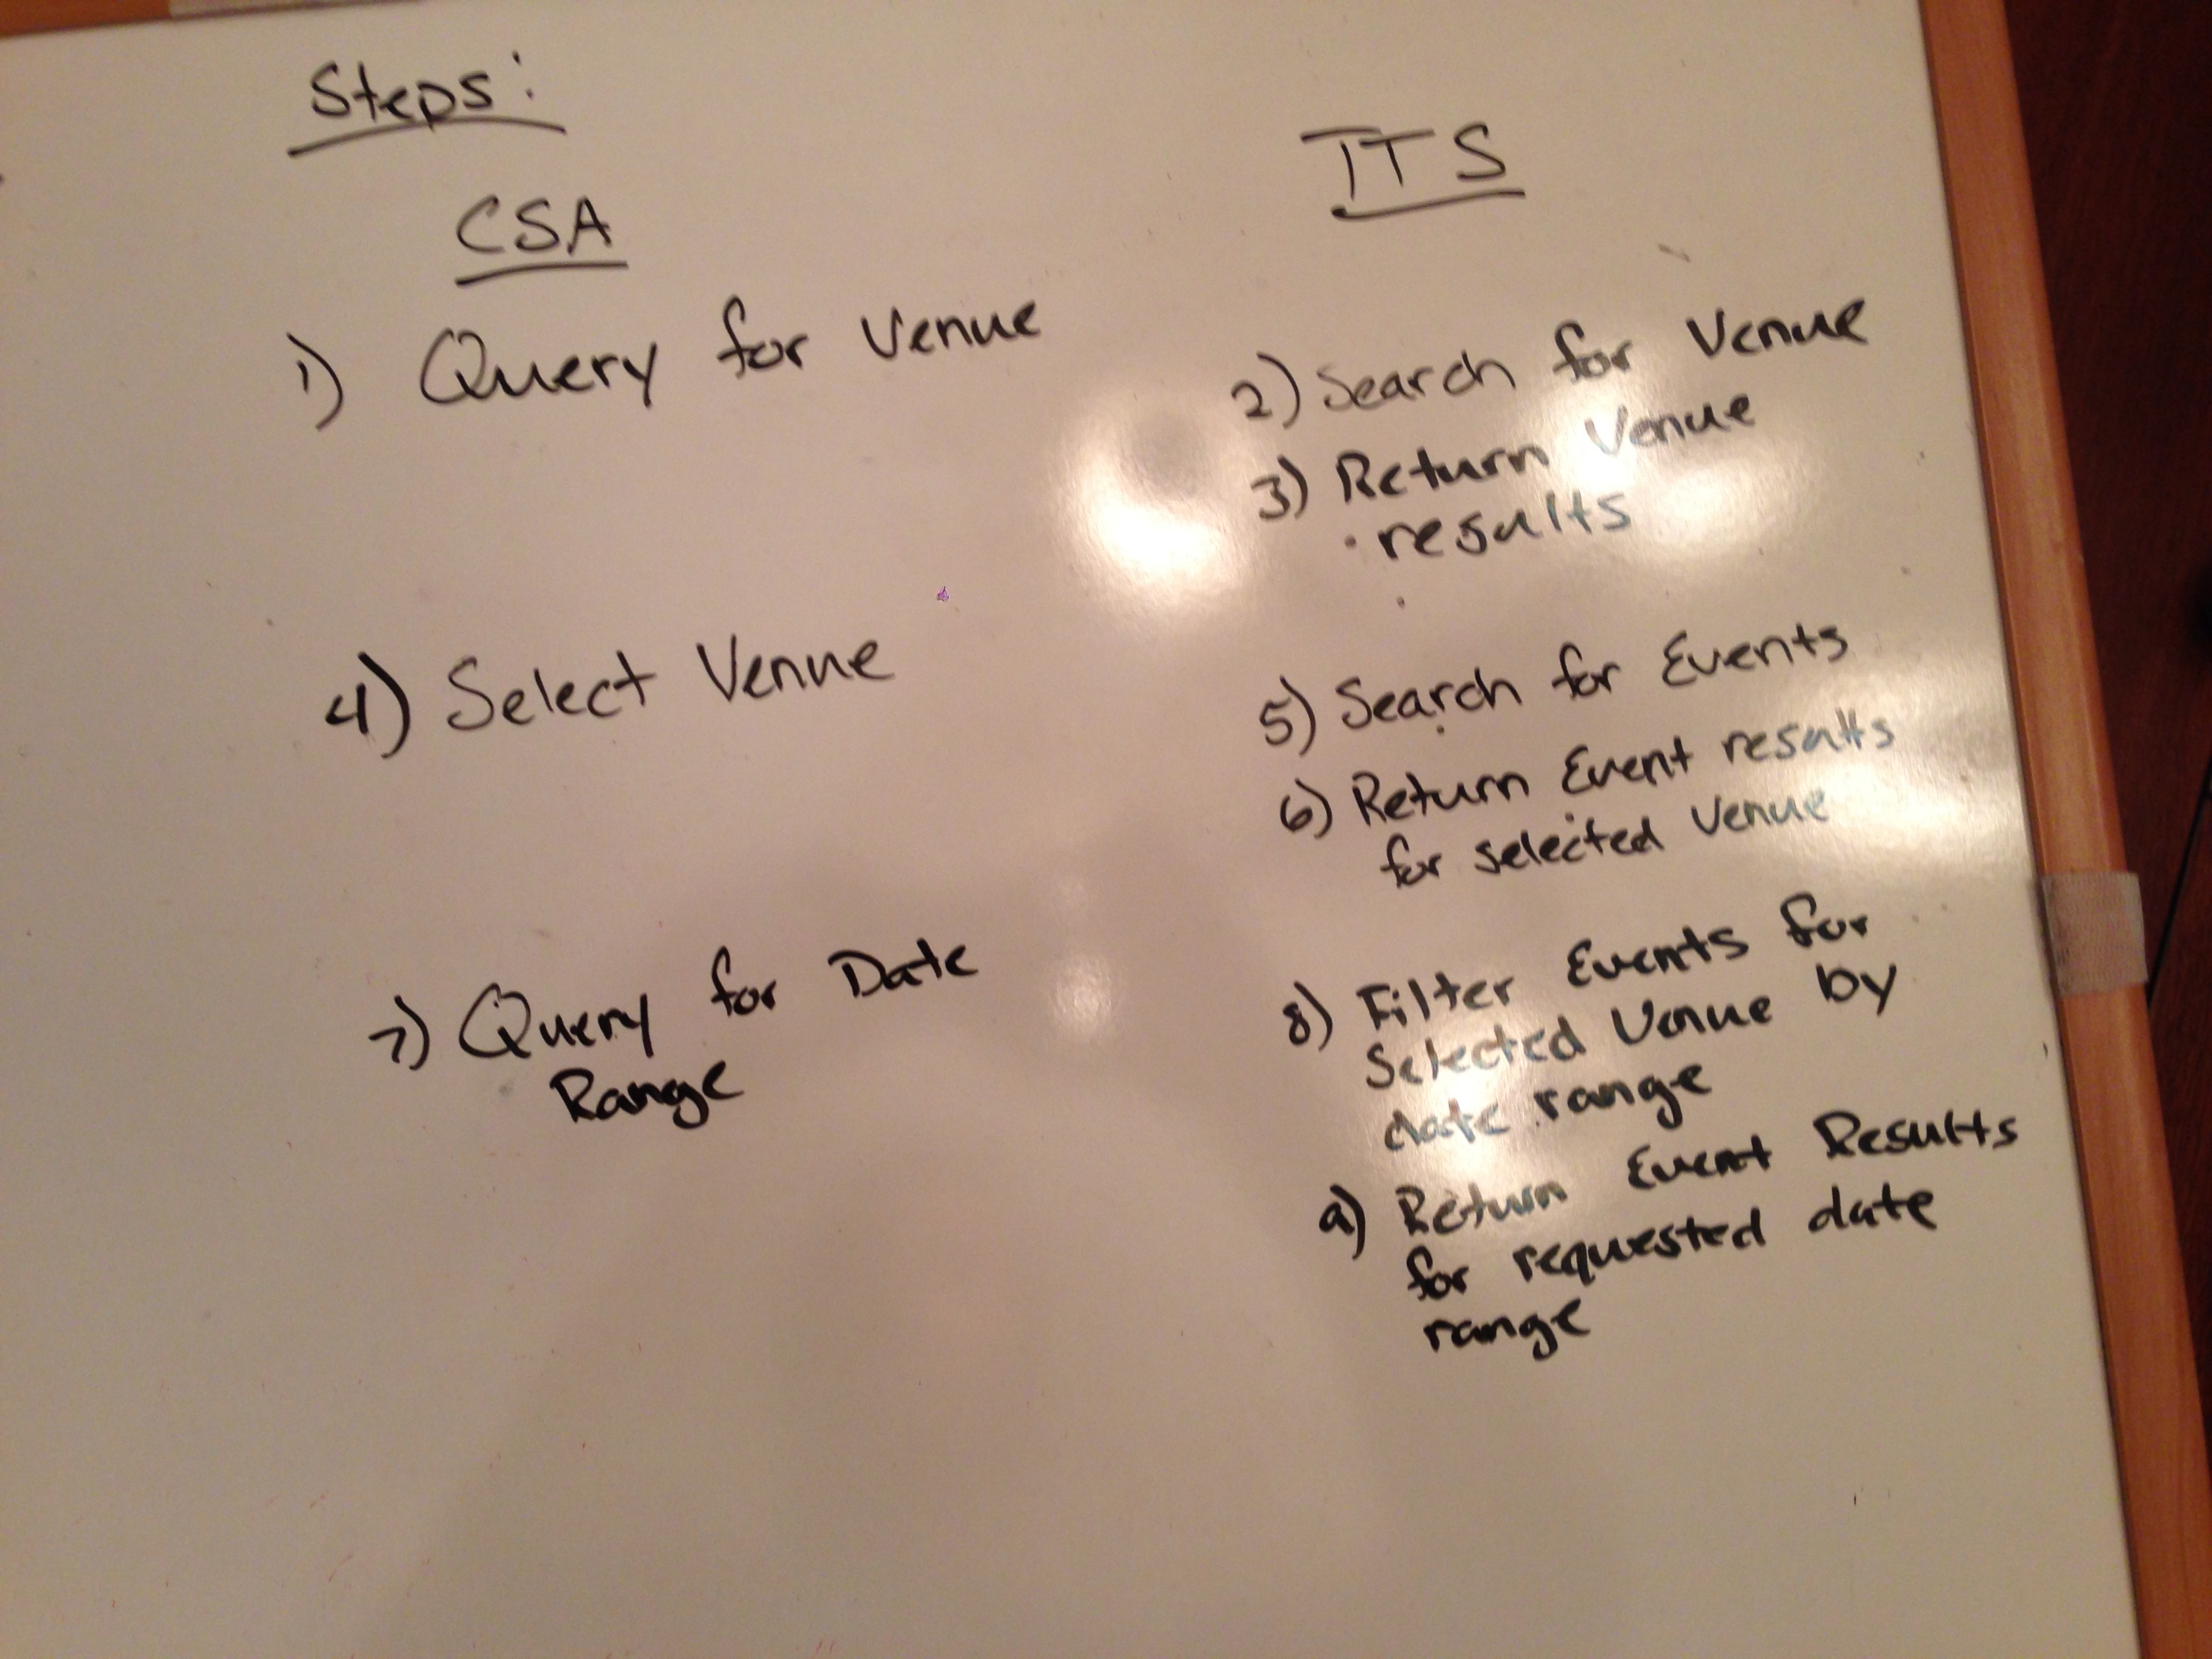 Steps:
CSA
1) Query for Venue
4) Select Venue
7) Query for Date
Range
TTS
2) Search for Venue
3) Return Venue
results
5) Search for Events
6) Return Event results
for selected Venue
8) Filter Events for
Selected Venue by
date range
9) Return Event Results
for requested date
range